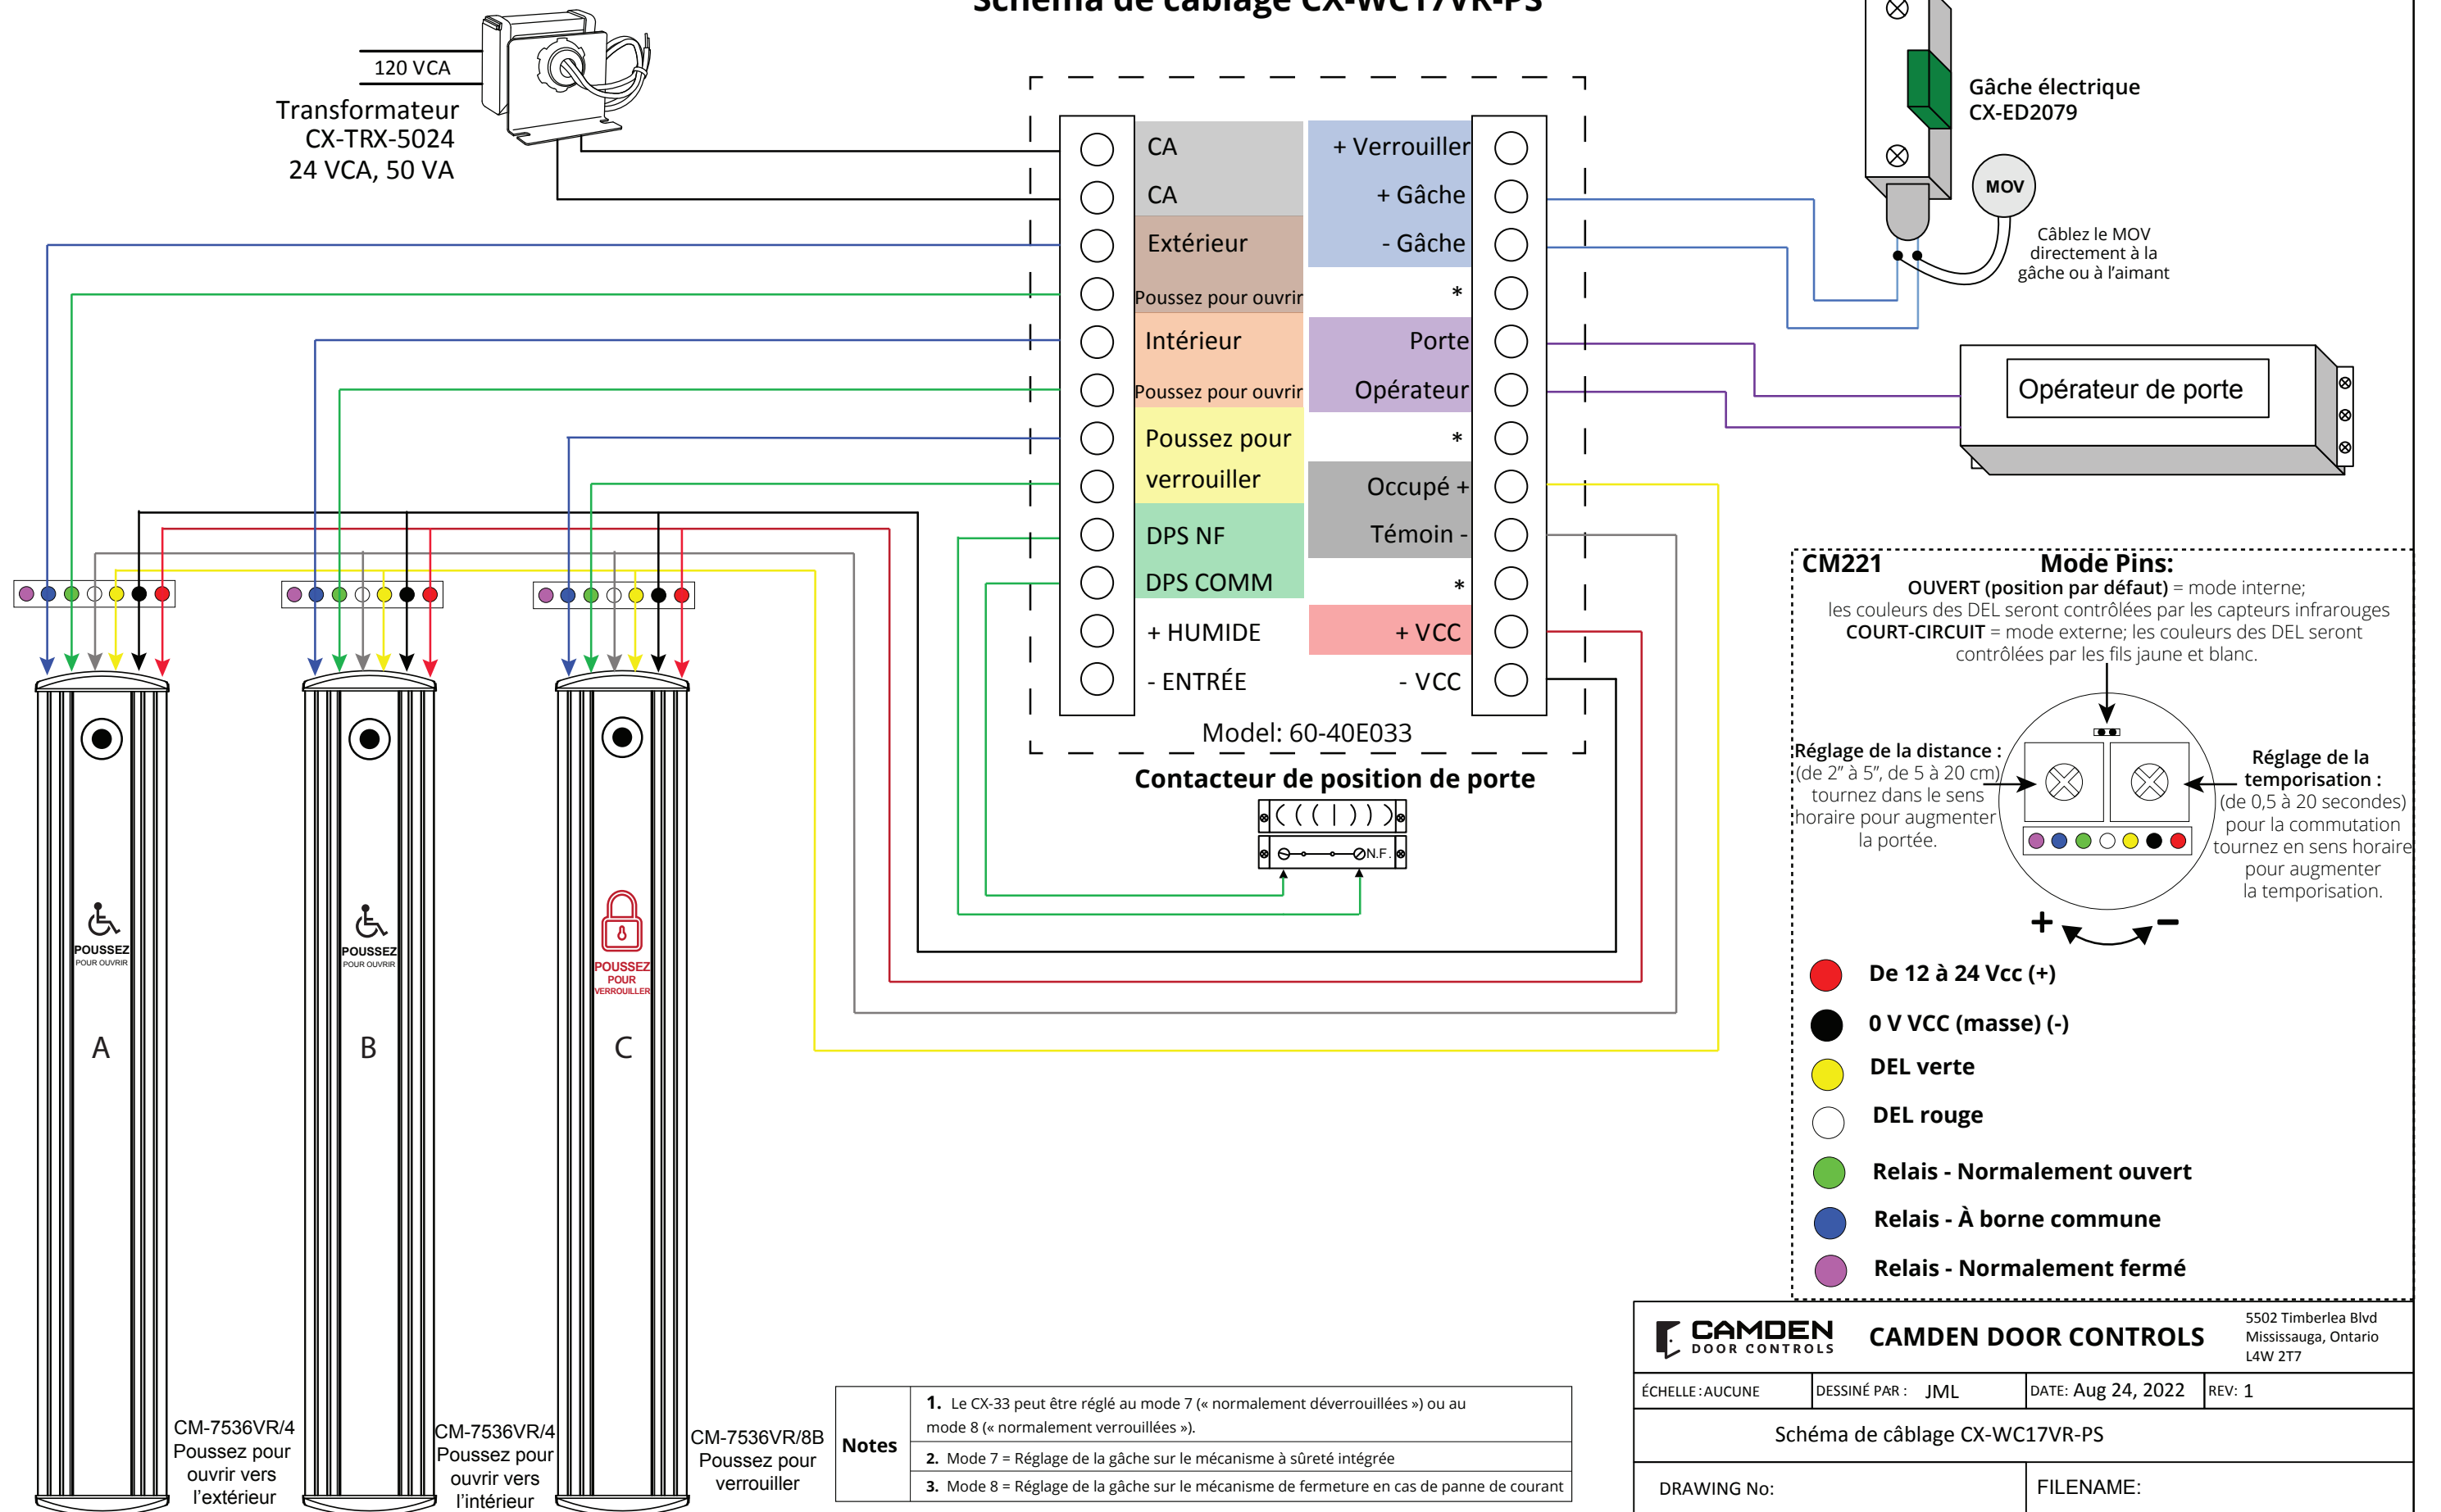 Schéma de câblage CX-WC17VR-PS
120 VCA
Transformateur
CX-TRX-5024
24 VCA, 50 VA
CA
CA
Extérieur
Poussez pour ouvrir
Intérieur
Poussez pour ouvrir
Poussez pour
verrouiller
DPS NF
DPS COMM
+ HUMIDE
- ENTRÉE
+ Verrouiller
+ Gâche
- Gâche
*
Porte
Opérateur
*
Occupé +
Témoin -
*
+ VCC
- VCC
Model: 60-40E033
Contacteur de position de porte
N.F.
Gâche électrique
CX-ED2079
MOV
Câblez le MOV
directement à la
gâche ou à l'aimant
Opérateur de porte
CM221 Mode Pins:
OUVERT (position par défaut) = mode interne;
les couleurs des DEL seront contrôlées par les capteurs infrarouges
COURT-CIRCUIT = mode externe; les couleurs des DEL seront
contrôlées par les fils jaune et blanc.
Réglage de la distance :
(de 2” à 5”, de 5 à 20 cm)
tournez dans le sens
horaire pour augmenter
la portée.
Réglage de la
temporisation :
(de 0,5 à 20 secondes)
pour la commutation
tournez en sens horaire
pour augmenter
la temporisation.
+ -
De 12 à 24 Vcc (+)
0 V VCC (masse) (-)
DEL verte
DEL rouge
Relais - Normalement ouvert
Relais - À borne commune
Relais - Normalement fermé
POUSSEZ
POUR OUVRIR
A
CM-7536VR/4
Poussez pour
ouvrir vers
l'extérieur
POUSSEZ
POUR OUVRIR
B
CM-7536VR/4
Poussez pour
ouvrir vers
l'intérieur
POUSSEZ
POUR
VERROUILLER
C
CM-7536VR/8B
Poussez pour
verrouiller
Notes
1. Le CX-33 peut être réglé au mode 7 (« normalement déverrouillées ») ou au
mode 8 (« normalement verrouillées »).
2. Mode 7 = Réglage de la gâche sur le mécanisme à sûreté intégrée
3. Mode 8 = Réglage de la gâche sur le mécanisme de fermeture en cas de panne de courant
CAMDEN
DOOR CONTROLS
CAMDEN DOOR CONTROLS
5502 Timberlea Blvd
Mississauga, Ontario
L4W 2T7
ÉCHELLE : AUCUNE
DESSINÉ PAR : JML
DATE: Aug 24, 2022
REV: 1
Schéma de câblage CX-WC17VR-PS
DRAWING No:
FILENAME: